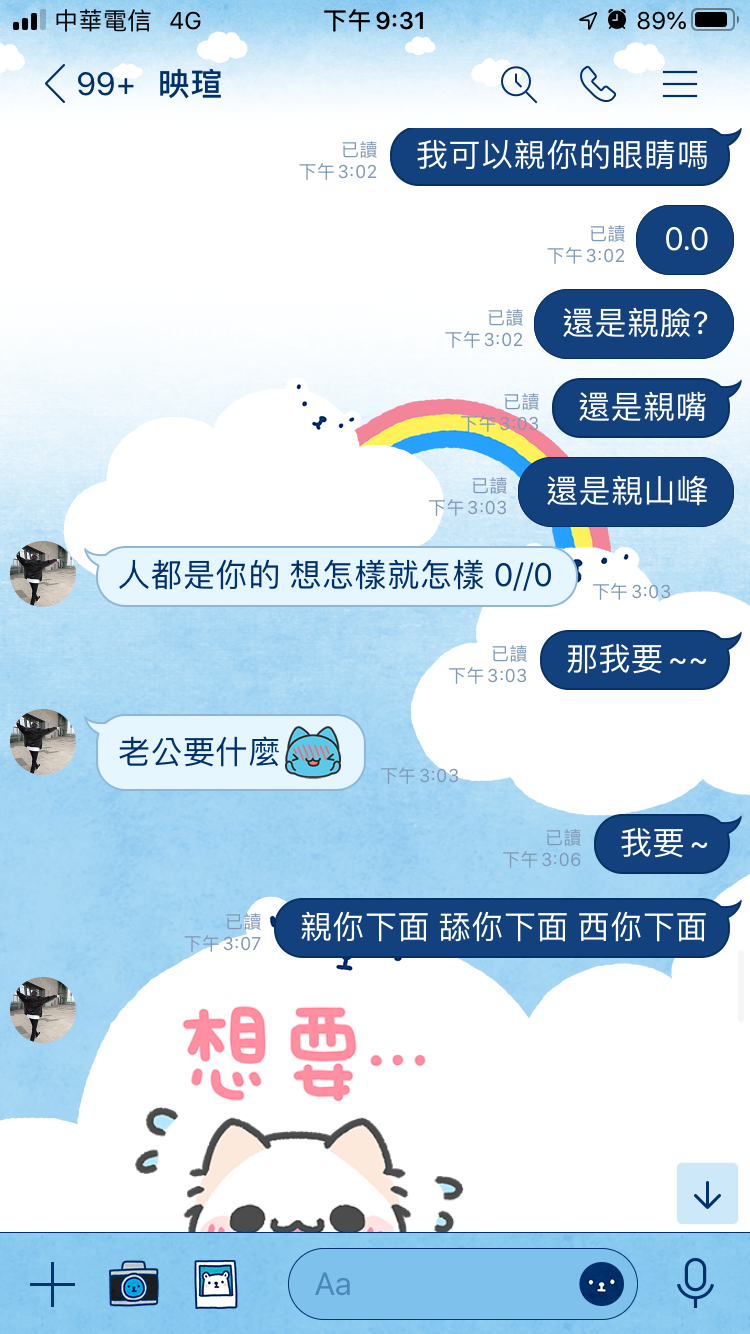 中華電信 4G 下午9:31 89%
99+ 映瑄
已讀
下午3:02
我可以親你的眼睛嗎
已讀
下午3:02
0.0
已讀
下午3:02
還是親臉?
已讀
下午3:03
還是親嘴
已讀
下午3:03
還是親山峰
人都是你的 想怎樣就怎樣 0//0
下午3:03
已讀
下午3:03
那我要~~
老公要什麼
下午3:03
已讀
下午3:06
我要~
已讀
下午3:07
親你下面 舔你下面 西你下面
想要...
Aa